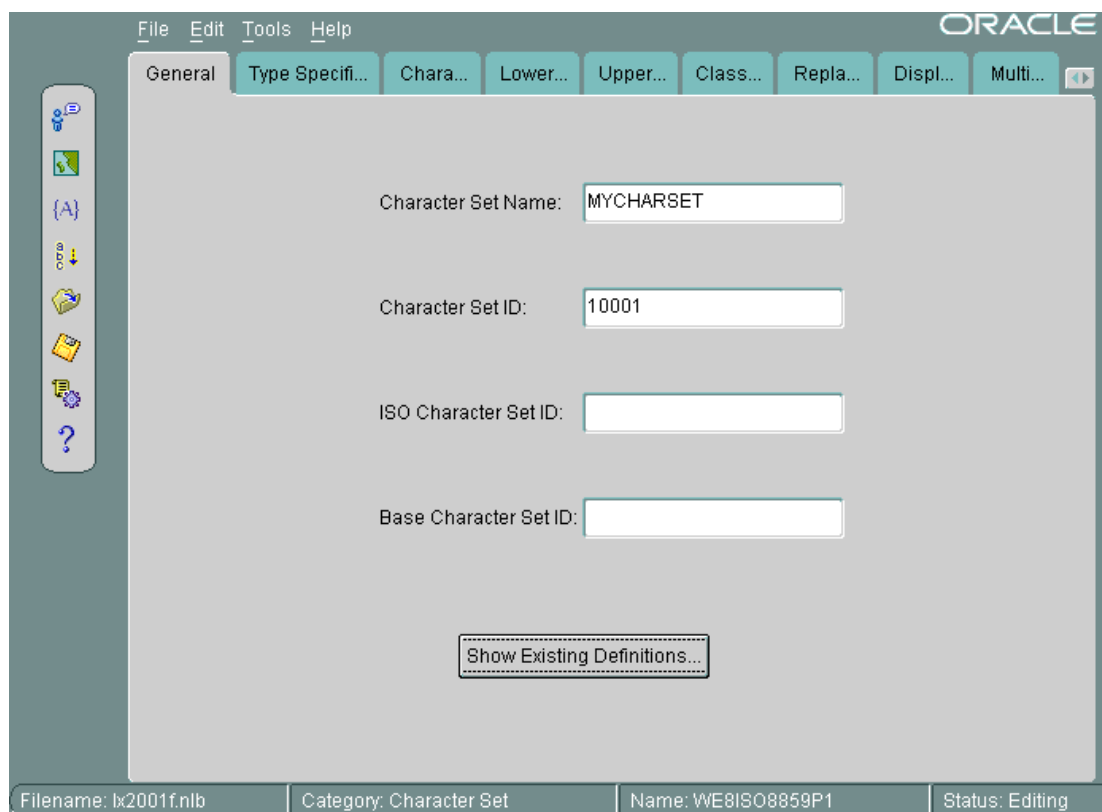 File Edit Tools Help
ORACLE
General Type Specifi... Chara... Lower... Upper... Class... Repla... Displ... Multi...
{A}
a
b
c
?
Character Set Name: MYCHARSET
Character Set ID: 10001
ISO Character Set ID:
Base Character Set ID:
Show Existing Definitions...
Filename: lx2001f.nlb Category: Character Set Name: WE8ISO8859P1 Status: Editing